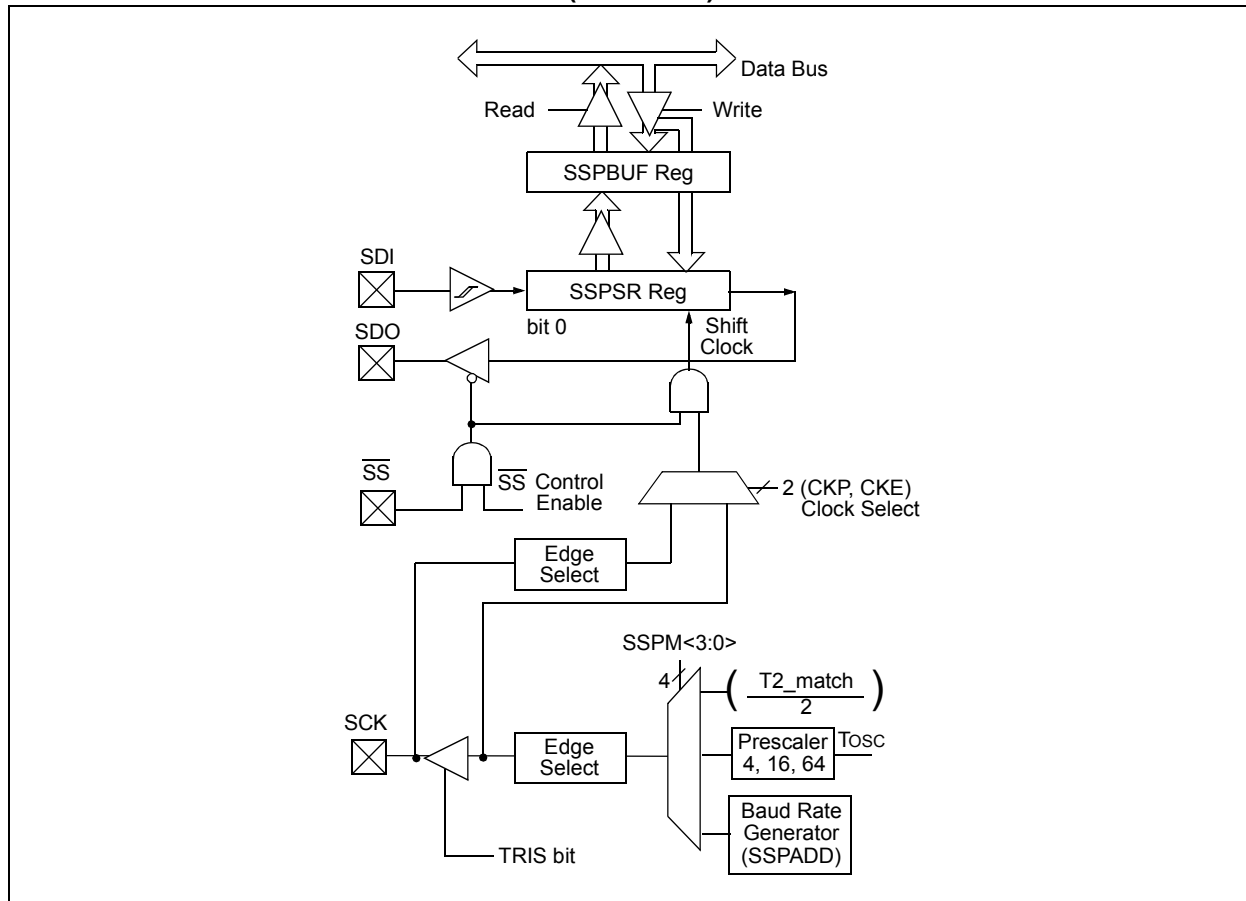 Data Bus
Read
Write
SSPBUF Reg
SDI
SSPSR Reg
bit 0
Shift
Clock
SDO
SS
SS Control
Enable
2 (CKP, CKE)
Clock Select
Edge
Select
SSPM<3:0>
4
( T2_match
2 )
SCK
Edge
Select
Prescaler
4, 16, 64
TOSC
Baud Rate
Generator
(SSPADD)
TRIS bit